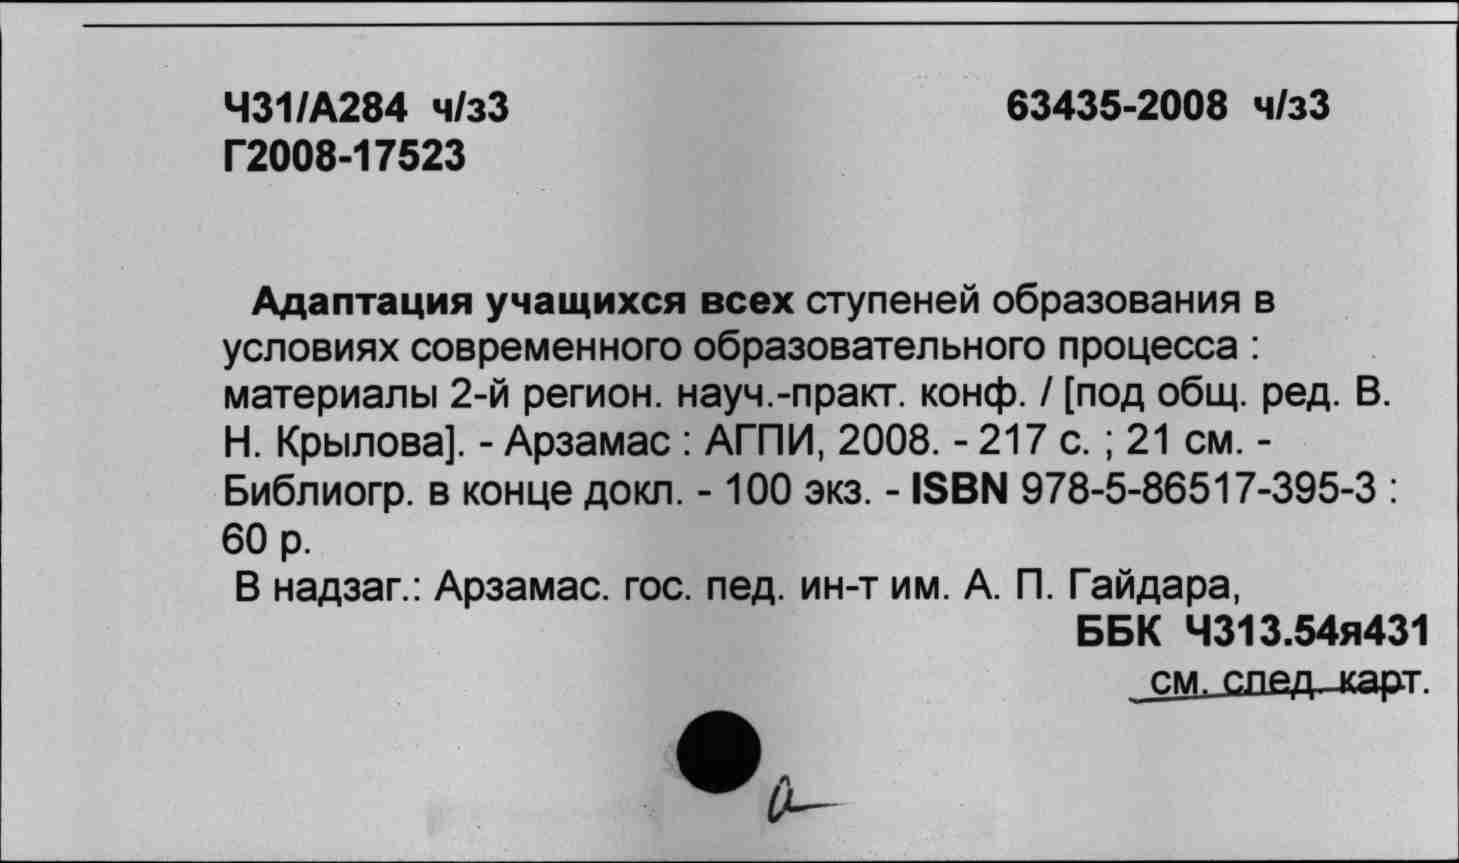 Ч31/А284 ч/з3 63435-2008 ч/з3
Г2008-17523
Адаптация учащихся всех ступеней образования в
условиях современного образовательного процесса :
материалы 2-й регион. науч.-практ. конф. / [под общ. ред. В.
Н. Крылова]. - Арзамас : АГПИ, 2008. - 217 с. ; 21 см. -
Библиогр. в конце докл. - 100 экз. - ISBN 978-5-86517-395-3 :
60 р.
В надзаг.: Арзамас. гос. пед. ин-т им. А. П. Гайдара,
ББК Ч313.54я431
см. след. карт.
а